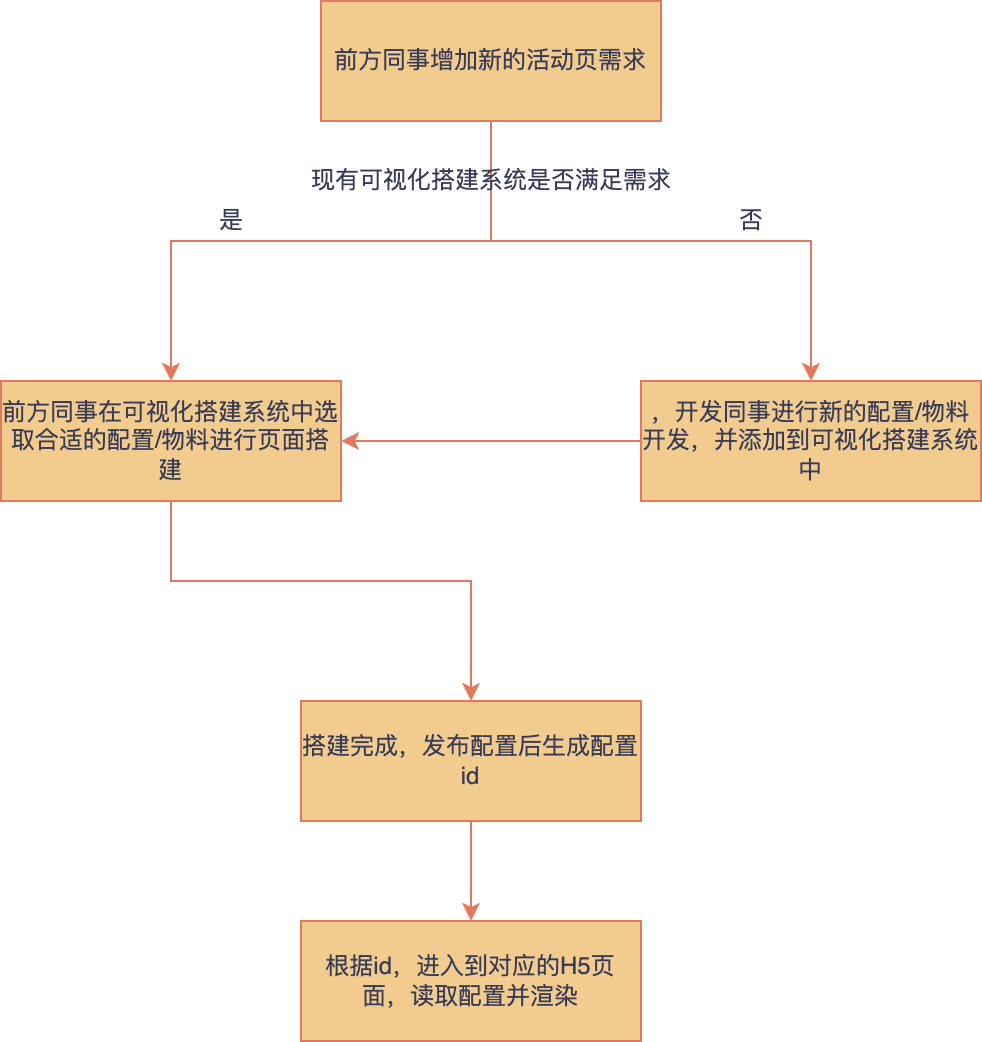 前方同事增加新的活动页需求
现有可视化搭建系统是否满足需求
是
否
前方同事在可视化搭建系统中选
取合适的配置/物料进行页面搭
建
，开发同事进行新的配置/物料
开发，并添加到可视化搭建系统
中
搭建完成，发布配置后生成配置
id
根据id，进入到对应的H5页
面，读取配置并渲染